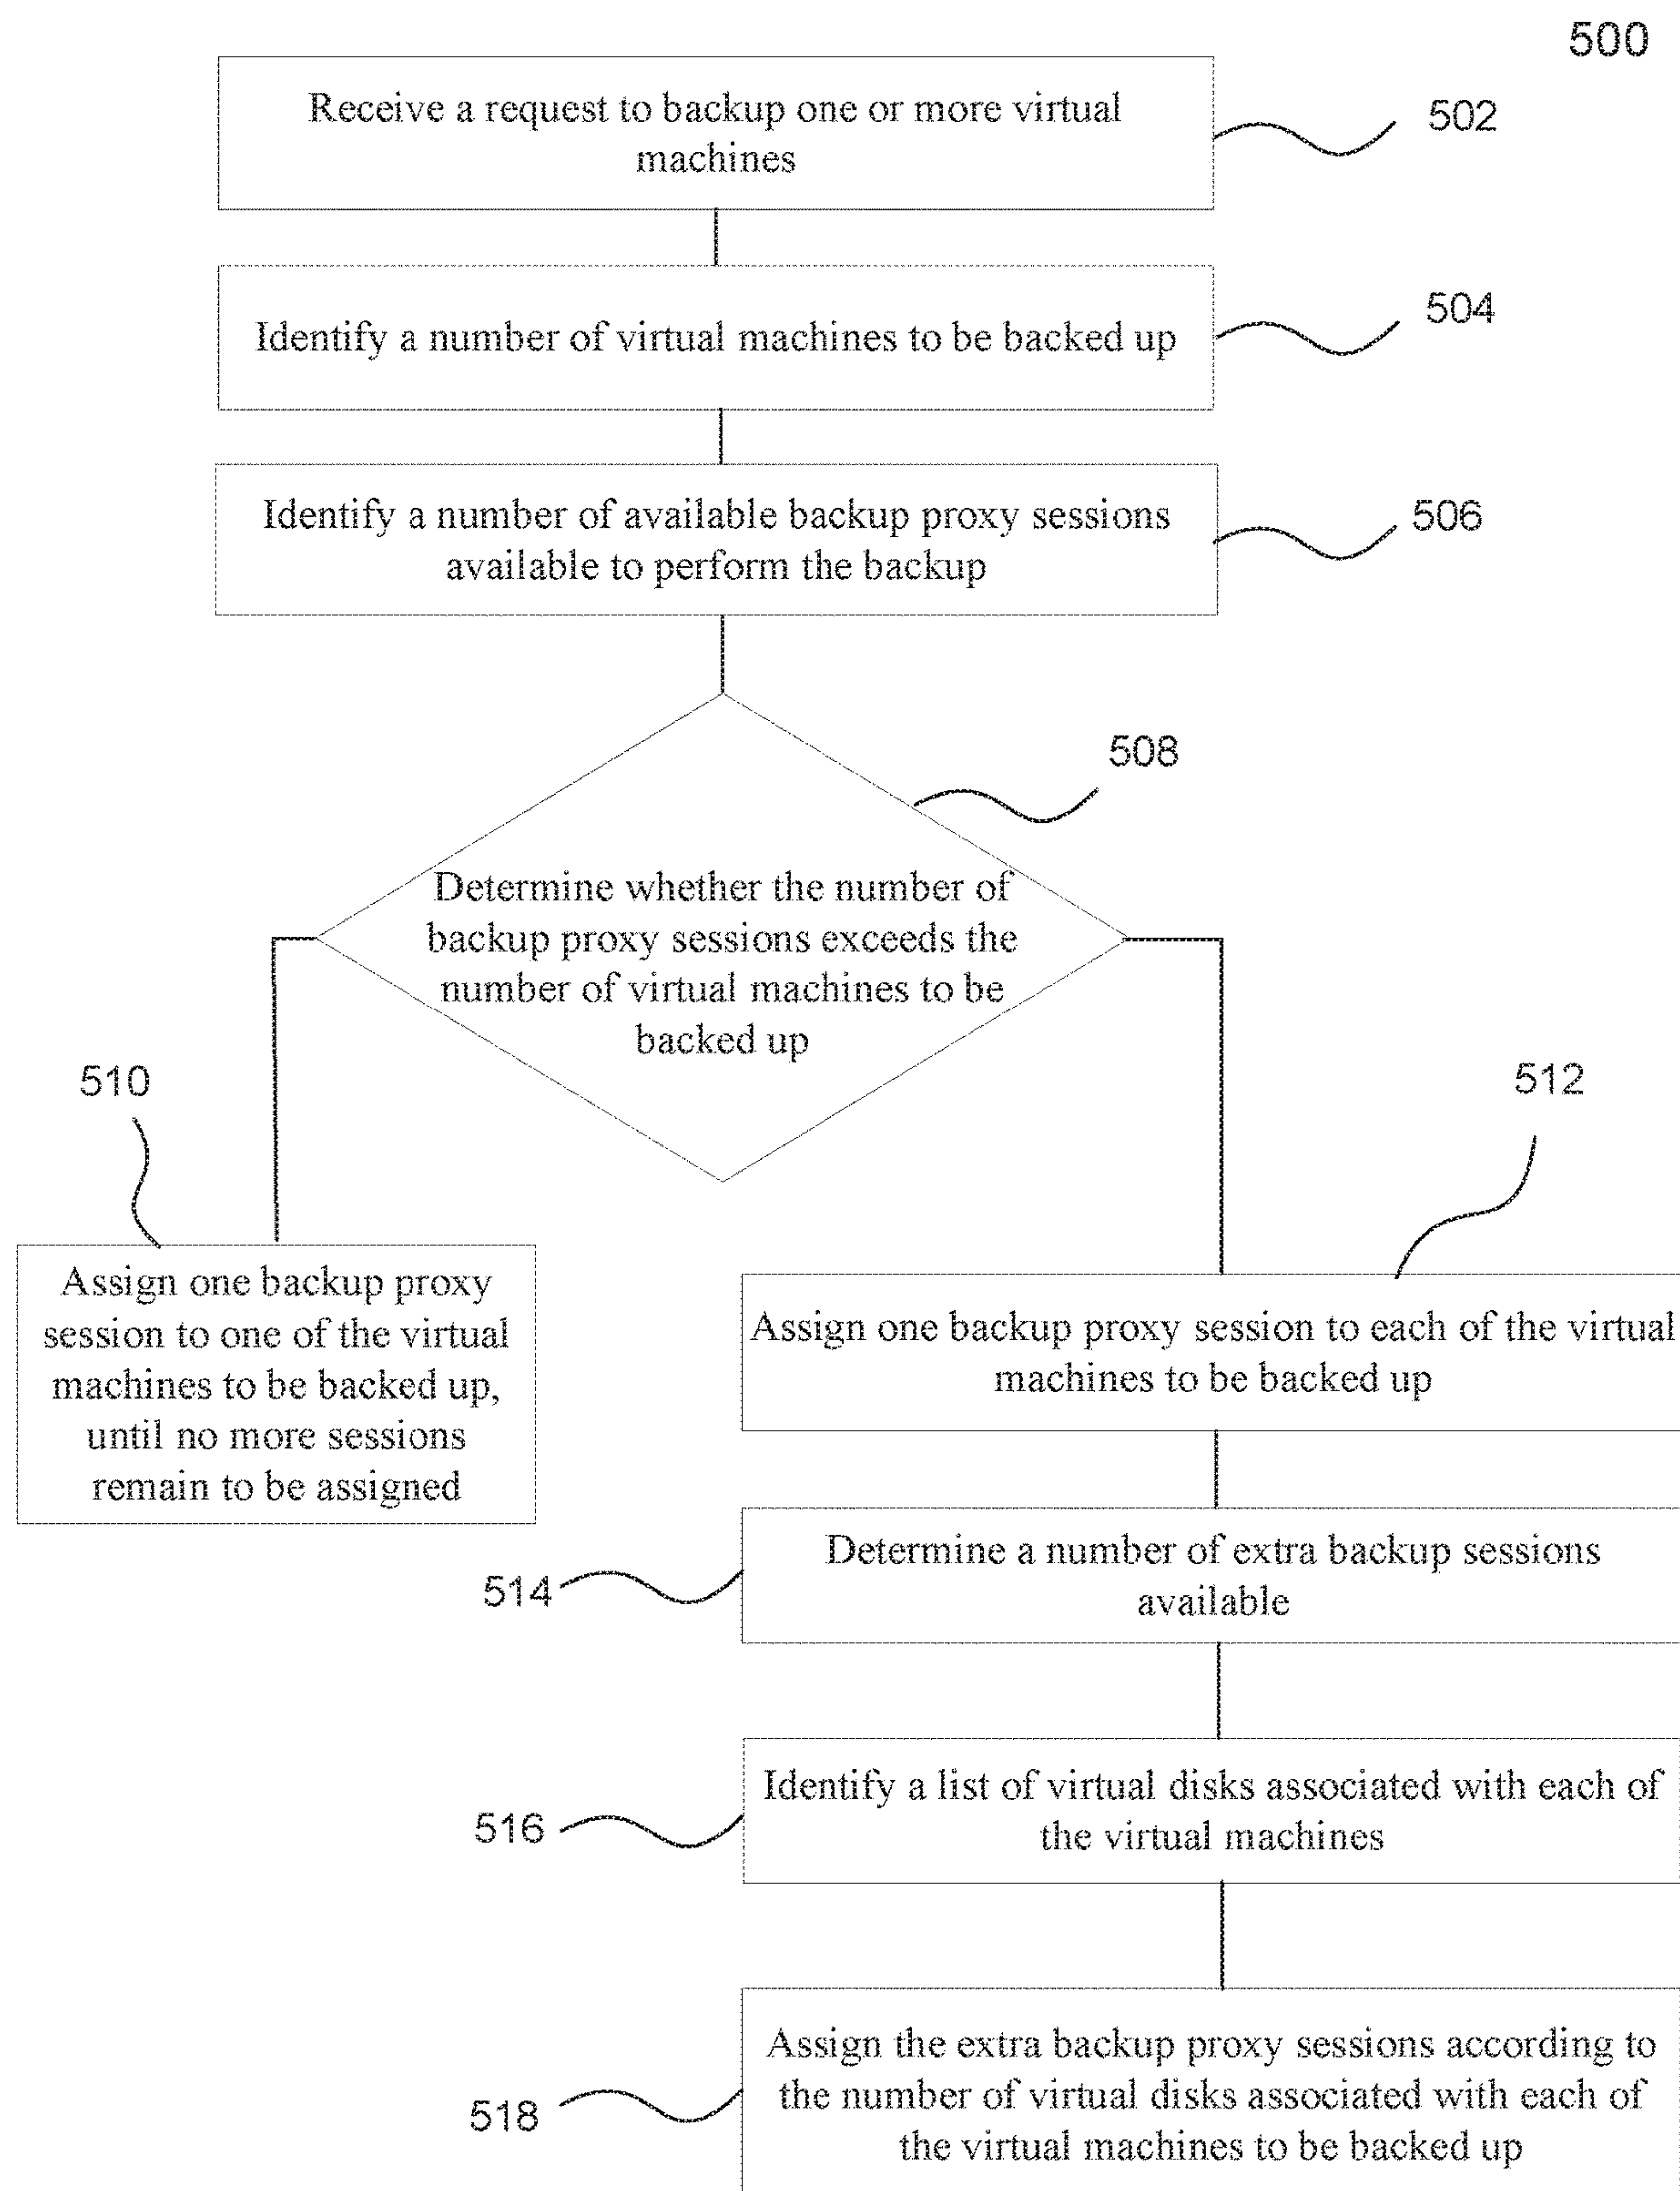 500
Receive a request to backup one or more virtual
machines
502
Identify a number of virtual machines to be backed up
504
Identify a number of available backup proxy sessions
available to perform the backup
506
508
Determine whether the number of
backup proxy sessions exceeds the
number of virtual machines to be
backed up
510
Assign one backup proxy
session to one of the virtual
machines to be backed up,
until no more sessions
remain to be assigned
512
Assign one backup proxy session to each of the virtual
machines to be backed up
514
Determine a number of extra backup sessions
available
516
Identify a list of virtual disks associated with each of
the virtual machines
518
Assign the extra backup proxy sessions according to
the number of virtual disks associated with each of
the virtual machines to be backed up